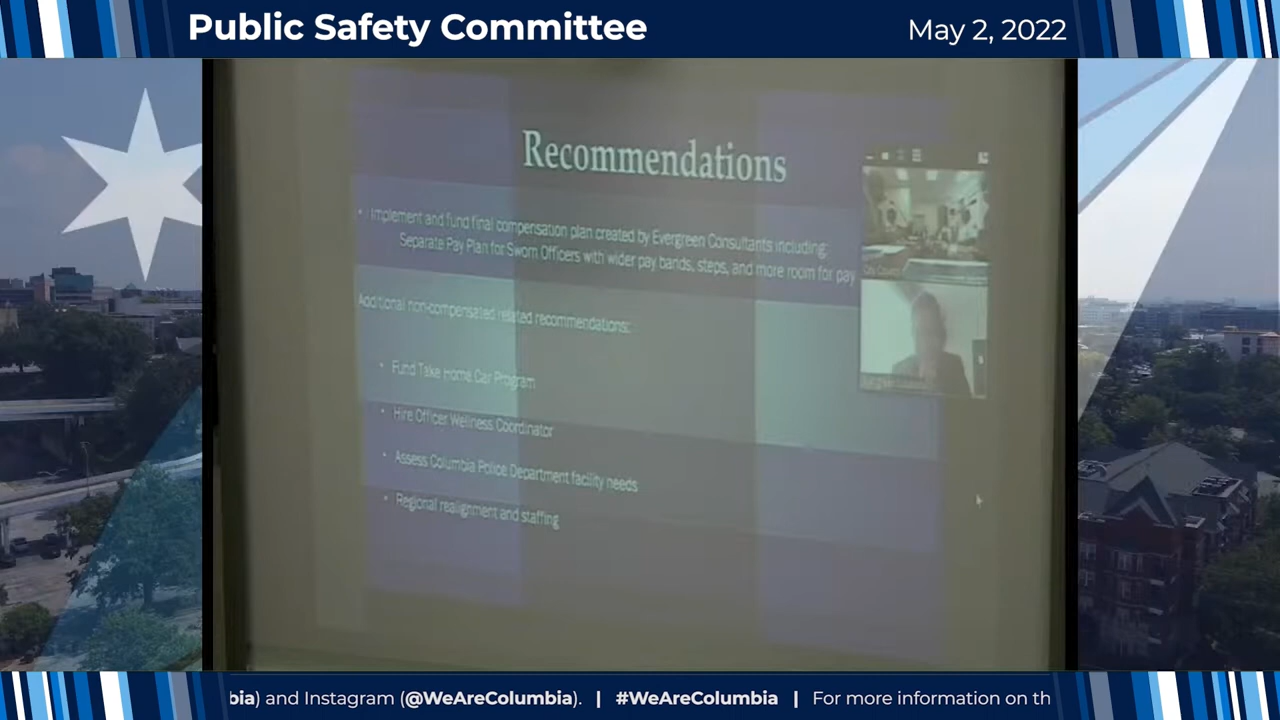 Public Safety Committee
May 2, 2022
Recommendations
• Implement and fund final compensation plan created by Evergreen Consultants including:
Separate Pay Plan for Sworn Officers with wider pay bands, steps, and more room for pay
Additional non-compensated related recommendations:
• Fund Take Home Car Program
• Hire Officer Wellness Coordinator
• Assess Columbia Police Department facility needs
• Regional realignment and staffing
bia) and Instagram (@WeAreColumbia). | #WeAreColumbia | For more information on th